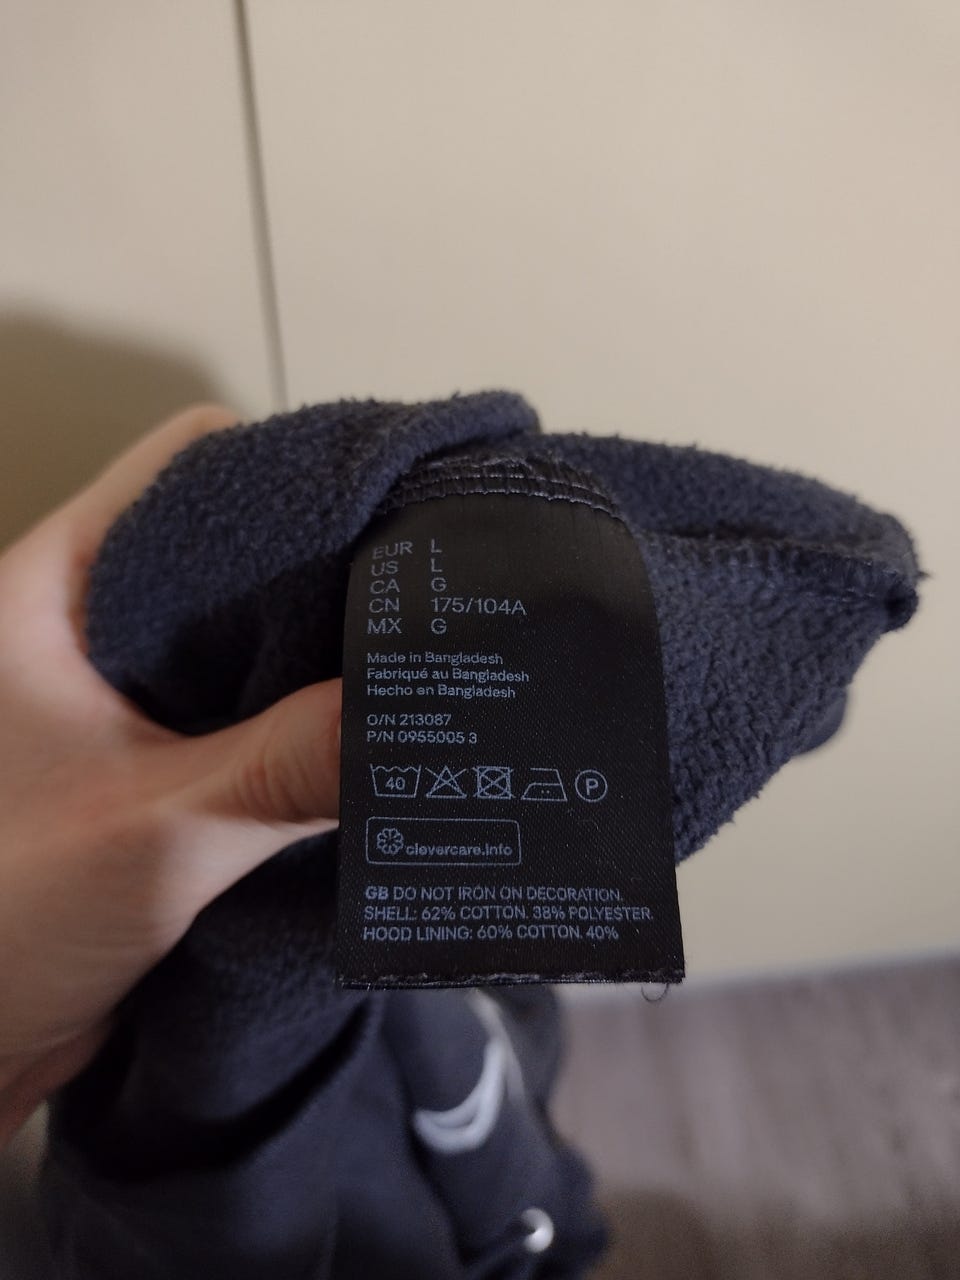 EUR L
US L
CA G
CN 175/104A
MX G
Made in Bangladesh
Fabriqué au Bangladesh
Hecho en Bangladesh
O/N 213087
P/N 0955005 3
40 P
clevercare.info
GB DO NOT IRON ON DECORATION.
SHELL: 62% COTTON. 38% POLYESTER.
HOOD LINING: 60% COTTON. 40%